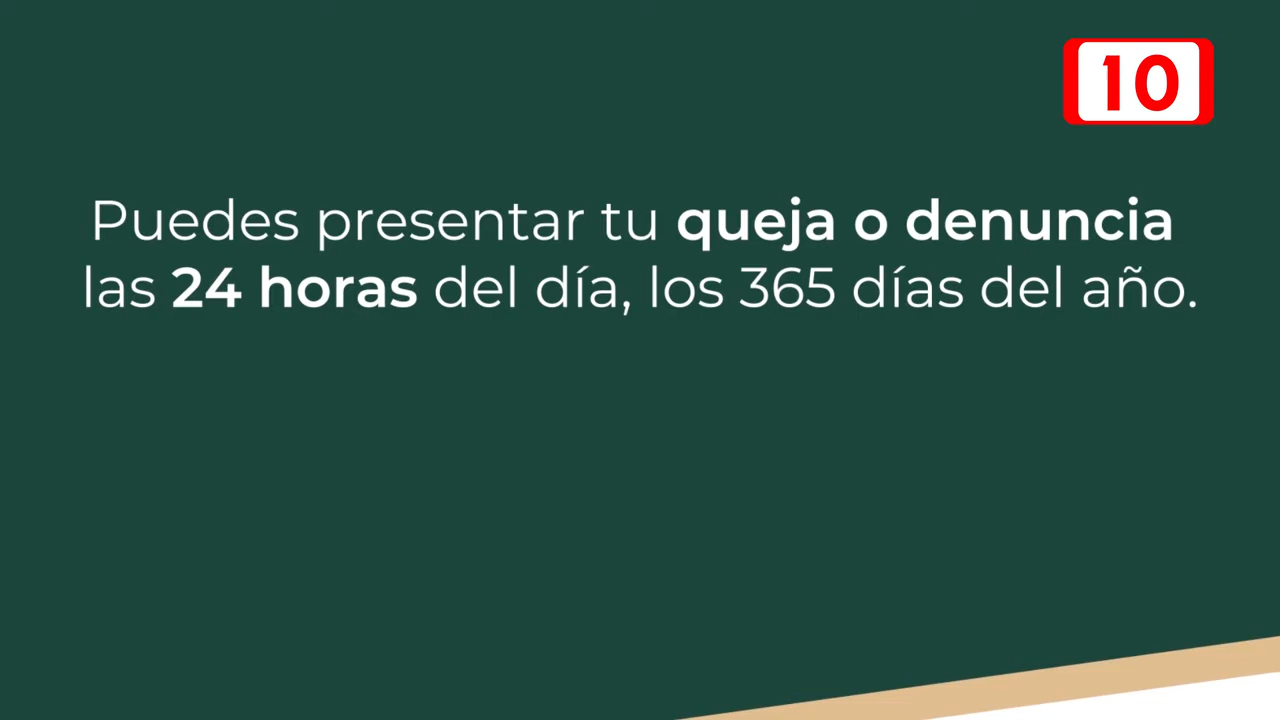 10
Puedes presentar tu queja o denuncia
las 24 horas del día, los 365 días del año.